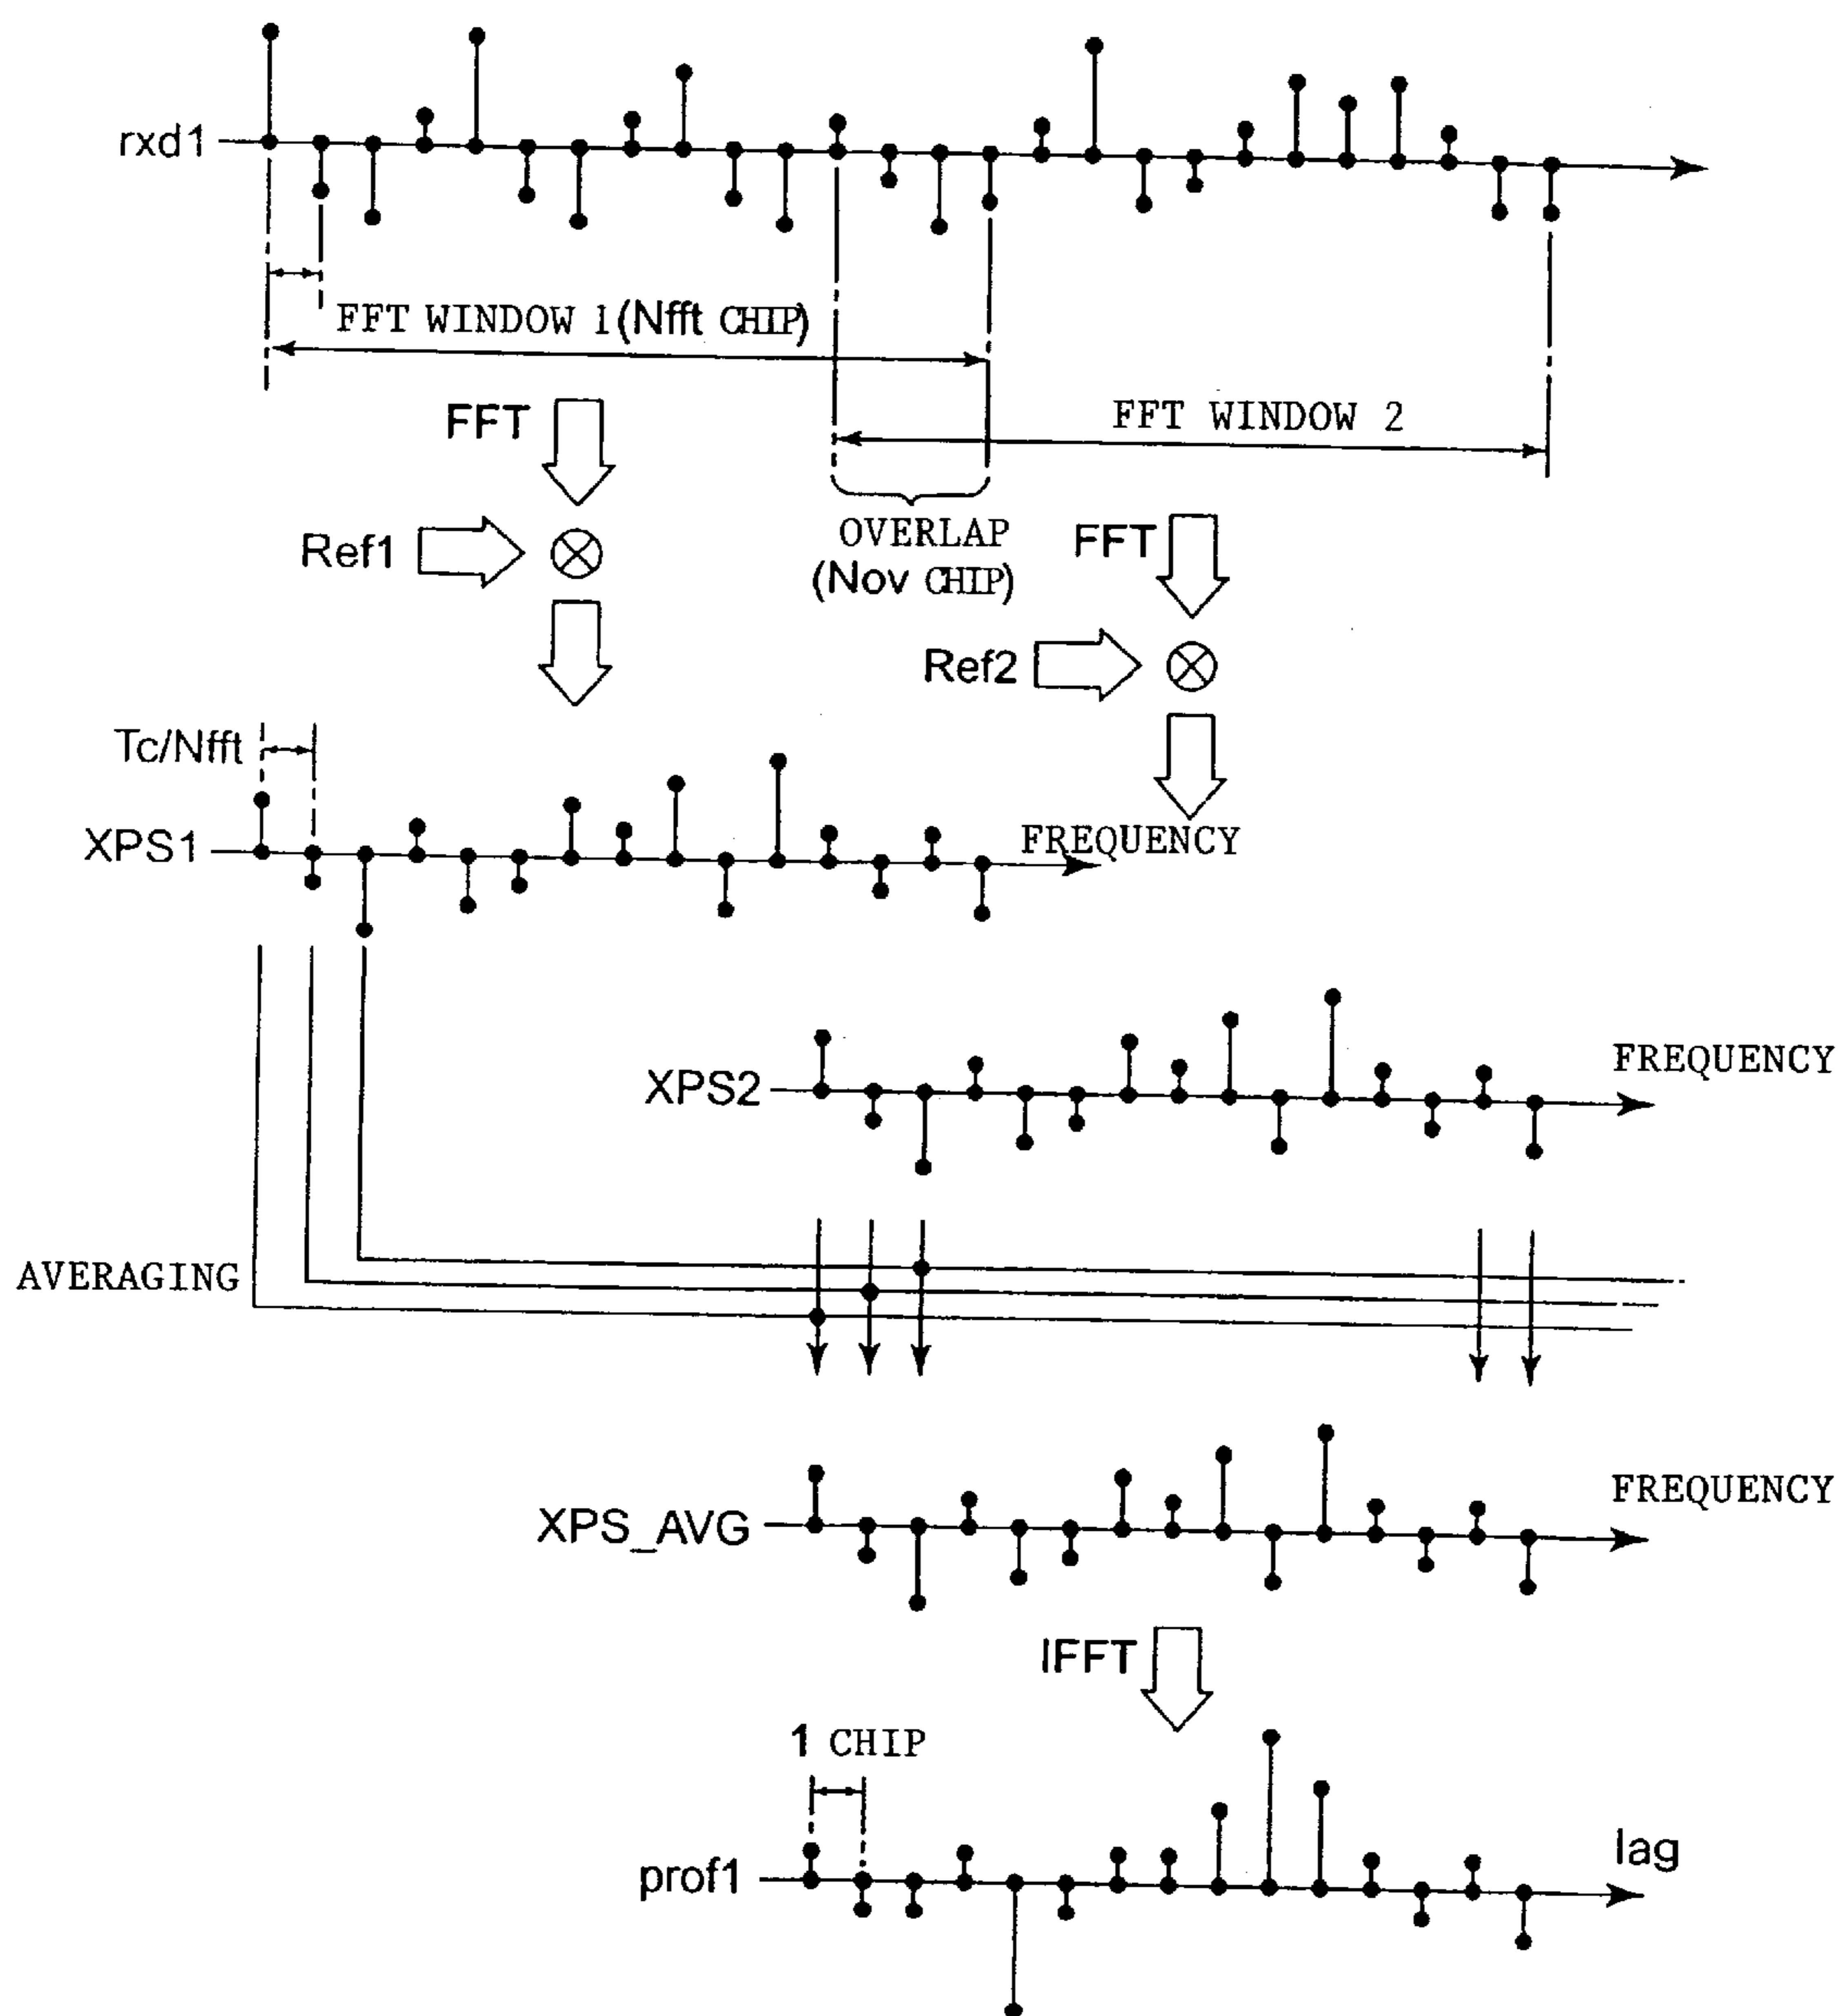 rxd1
FFT WINDOW 1(Nfft CHIP)
FFT WINDOW 2
FFT
OVERLAP
(Nov CHIP)
FFT
Ref1
Ref2
Tc/Nfft
XPS1
FREQUENCY
XPS2
FREQUENCY
AVERAGING
XPS_AVG
FREQUENCY
IFFT
1 CHIP
prof1
lag